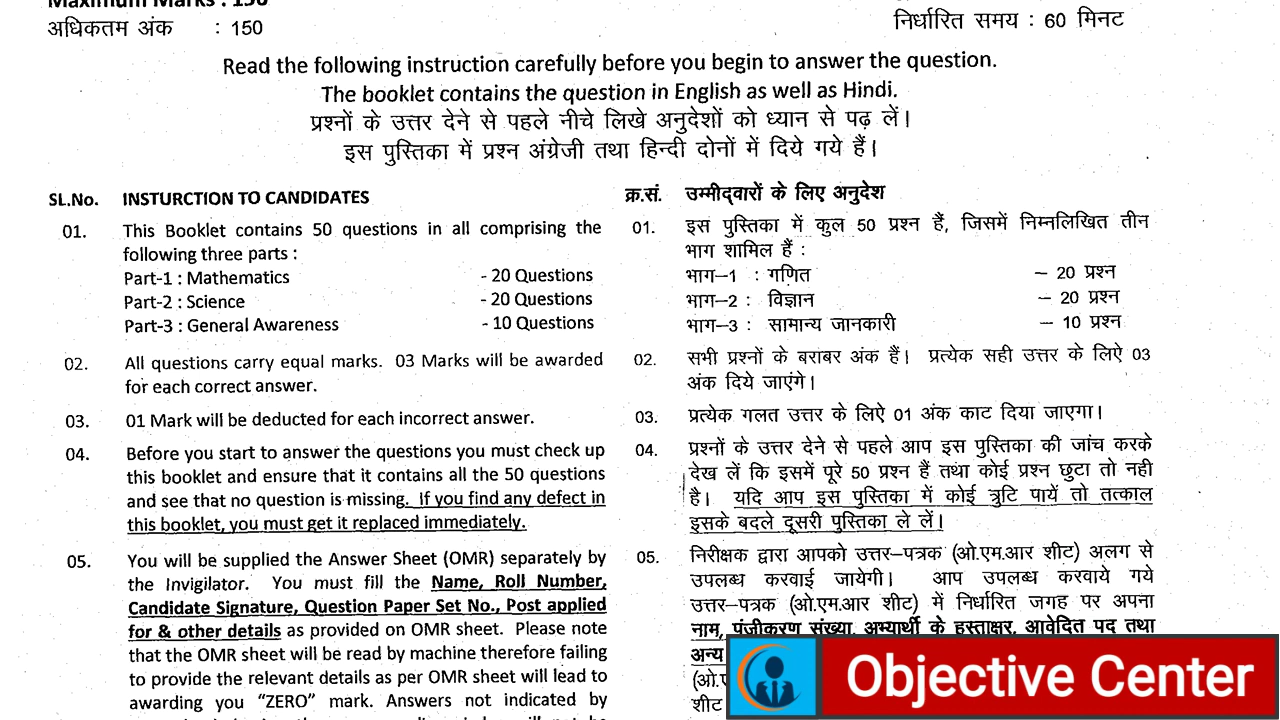 Maximum Marks : 150
अधिकतम अंक : 150
निर्धारित समय : 60 मिनट
Read the following instruction carefully before you begin to answer the question.
The booklet contains the question in English as well as Hindi.
प्रश्नों के उत्तर देने से पहले नीचे लिखे अनुदेशों को ध्यान से पढ़ लें।
इस पुस्तिका में प्रश्न अंग्रेजी तथा हिन्दी दोनों में दिये गये हैं।
SL.No. INSTURCTION TO CANDIDATES
01. This Booklet contains 50 questions in all comprising the
following three parts :
Part-1 : Mathematics - 20 Questions
Part-2 : Science - 20 Questions
Part-3 : General Awareness - 10 Questions
02. All questions carry equal marks. 03 Marks will be awarded
for each correct answer.
03. 01 Mark will be deducted for each incorrect answer.
04. Before you start to answer the questions you must check up
this booklet and ensure that it contains all the 50 questions
and see that no question is missing. If you find any defect in
this booklet, you must get it replaced immediately.
05. You will be supplied the Answer Sheet (OMR) separately by
the Invigilator. You must fill the Name, Roll Number,
Candidate Signature, Question Paper Set No., Post applied
for & other details as provided on OMR sheet. Please note
that the OMR sheet will be read by machine therefore failing
to provide the relevant details as per OMR sheet will lead to
awarding you “ZERO” mark. Answers not indicated by
क्र.सं. उम्मीद्वारों के लिए अनुदेश
01. इस पुस्तिका में कुल 50 प्रश्न हैं, जिसमें निम्नलिखित तीन
भाग शामिल हैं :
भाग–1 : गणित – 20 प्रश्न
भाग–2 : विज्ञान – 20 प्रश्न
भाग–3 : सामान्य जानकारी – 10 प्रश्न
02. सभी प्रश्नों के बराबर अंक हैं। प्रत्येक सही उत्तर के लिऐ 03
अंक दिये जाएंगे।
03. प्रत्येक गलत उत्तर के लिऐ 01 अंक काट दिया जाएगा।
04. प्रश्नों के उत्तर देने से पहले आप इस पुस्तिका की जांच करके
देख लें कि इसमें पूरे 50 प्रश्न हैं तथा कोई प्रश्न छुटा तो नही
है। यदि आप इस पुस्तिका में कोई त्रुटि पायें तो तत्काल
इसके बदले दूसरी पुस्तिका ले लें।
05. निरीक्षक द्वारा आपको उत्तर–पत्रक (ओ.एम.आर शीट) अलग से
उपलब्ध करवाई जायेगी। आप उपलब्ध करवाये गये
उत्तर–पत्रक (ओ.एम.आर शीट) में निर्धारित जगह पर अपना
नाम, पंजीकरण संख्या, अभ्यार्थी के हस्ताक्षर, आवेदित पद तथा
अन्य
शीट
Objective Center